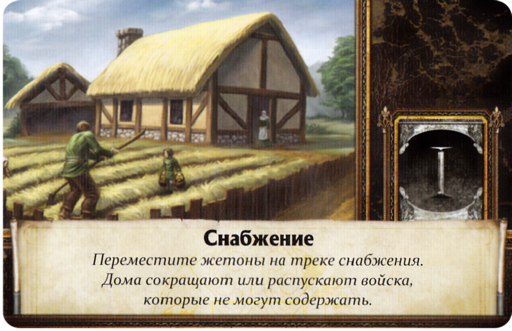 Снабжение
Переместите жетоны на треке снабжения.
Дома сокращают или распускают войска,
которые не могут содержать.
I